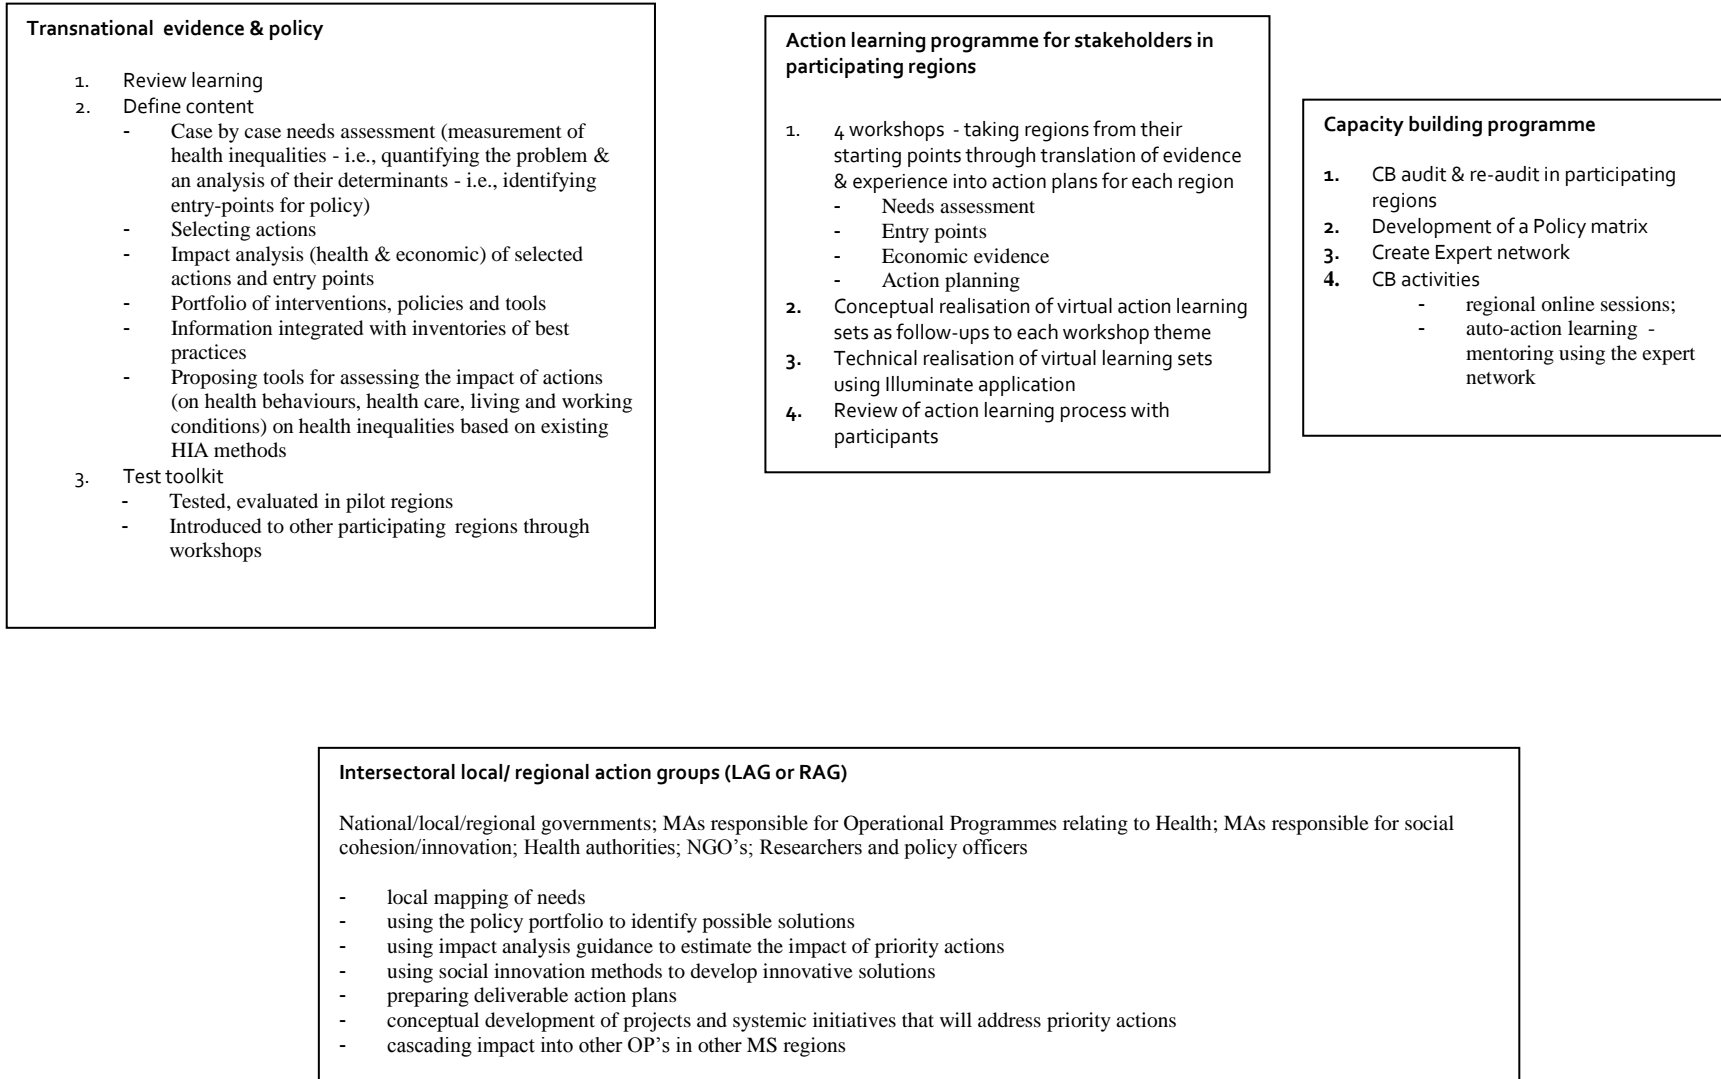 Transnational evidence & policy
1. Review learning
2. Define content
- Case by case needs assessment (measurement of
health inequalities - i.e., quantifying the problem &
an analysis of their determinants - i.e., identifying
entry-points for policy)
- Selecting actions
- Impact analysis (health & economic) of selected
actions and entry points
- Portfolio of interventions, policies and tools
- Information integrated with inventories of best
practices
- Proposing tools for assessing the impact of actions
(on health behaviours, health care, living and working
conditions) on health inequalities based on existing
HIA methods
3. Test toolkit
- Tested, evaluated in pilot regions
- Introduced to other participating regions through
workshops
Action learning programme for stakeholders in
participating regions
1. 4 workshops - taking regions from their
starting points through translation of evidence
& experience into action plans for each region
- Needs assessment
- Entry points
- Economic evidence
- Action planning
2. Conceptual realisation of virtual action learning
sets as follow-ups to each workshop theme
3. Technical realisation of virtual learning sets
using Illuminate application
4. Review of action learning process with
participants
Capacity building programme
1. CB audit & re-audit in participating
regions
2. Development of a Policy matrix
3. Create Expert network
4. CB activities
- regional online sessions;
- auto-action learning -
mentoring using the expert
network
Intersectoral local/ regional action groups (LAG or RAG)
National/local/regional governments; MAs responsible for Operational Programmes relating to Health; MAs responsible for social
cohesion/innovation; Health authorities; NGO's; Researchers and policy officers
- local mapping of needs
- using the policy portfolio to identify possible solutions
- using impact analysis guidance to estimate the impact of priority actions
- using social innovation methods to develop innovative solutions
- preparing deliverable action plans
- conceptual development of projects and systemic initiatives that will address priority actions
- cascading impact into other OP's in other MS regions